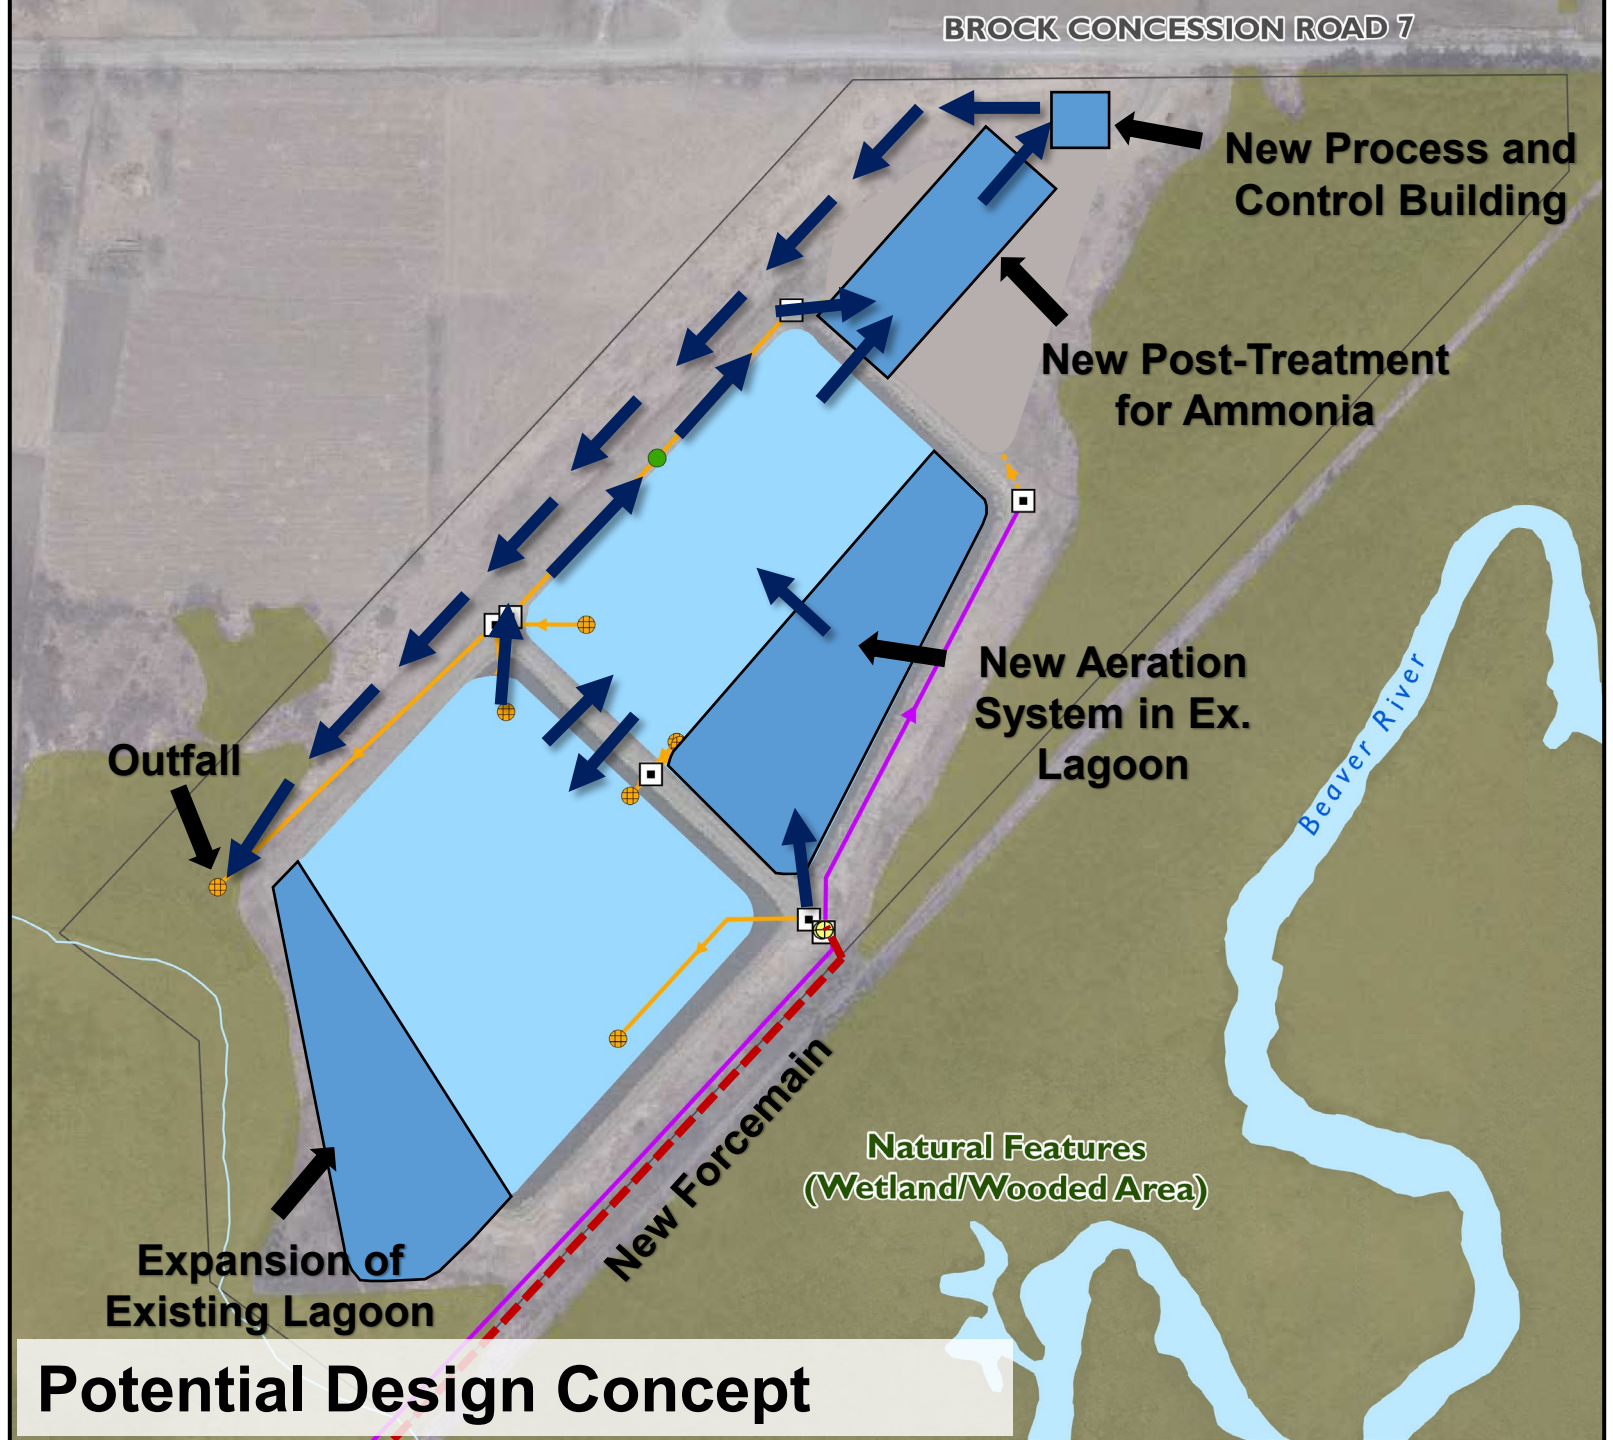 BROCK CONCESSION ROAD 7
New Process and
Control Building
New Post-Treatment
for Ammonia
New Aeration
System in Ex.
Lagoon
Beaver River
Outfall
New Forcemain
Natural Features
(Wetland/Wooded Area)
Expansion of
Existing Lagoon
Potential Design Concept